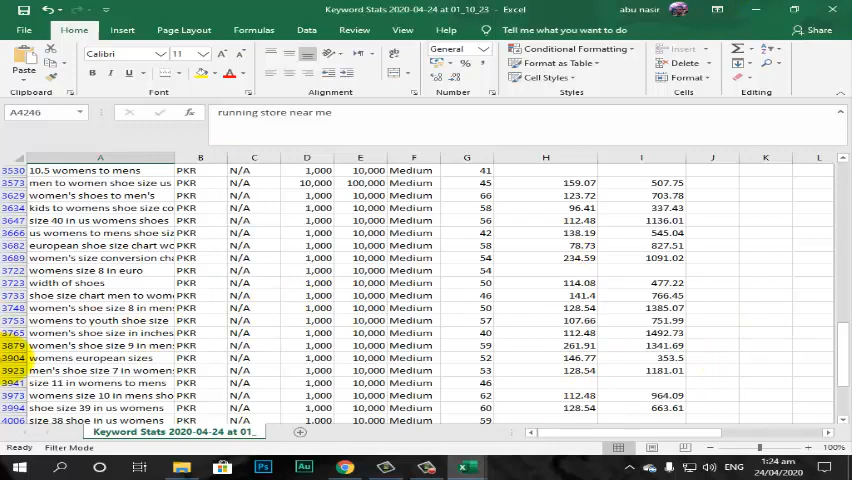 Keyword Stats 2020-04-24 at 01_10_23 - Excel
abu nasir
File Home Insert Page Layout Formulas Data Review View Help Tell me what you want to do Share
Calibri 11 General Conditional Formatting Insert
Paste B I U A Format as Table Delete
Cell Styles Format
Clipboard Font Alignment Number Styles Cells Editing
A4246 running store near me
A B C D E F G H I J K L
3530 10.5 womens to mens PKR N/A 1,000 10,000 Medium 41
3573 men to women shoe size us PKR N/A 10,000 100,000 Medium 45 159.07 507.75
3629 women's shoes to men's PKR N/A 1,000 10,000 Medium 66 123.72 703.78
3634 kids to womens shoe size co PKR N/A 1,000 10,000 Medium 58 96.41 337.43
3647 size 40 in us womens shoes PKR N/A 1,000 10,000 Medium 56 112.48 1136.01
3666 us womens to mens shoe siz PKR N/A 1,000 10,000 Medium 42 138.19 545.04
3682 european shoe size chart wo PKR N/A 1,000 10,000 Medium 58 78.73 827.51
3689 women's size conversion cha PKR N/A 1,000 10,000 Medium 54 234.59 1091.02
3722 womens size 8 in euro PKR N/A 1,000 10,000 Medium 54
3723 width of shoes PKR N/A 1,000 10,000 Medium 50 114.08 477.22
3733 shoe size chart men to wom PKR N/A 1,000 10,000 Medium 46 141.4 766.45
3748 women's shoe size 8 in mens PKR N/A 1,000 10,000 Medium 50 128.54 1385.07
3753 womens to youth shoe size PKR N/A 1,000 10,000 Medium 57 107.66 751.99
3765 women's shoe size in inches PKR N/A 1,000 10,000 Medium 40 112.48 1492.73
3879 women's shoe size 9 in mens PKR N/A 1,000 10,000 Medium 59 261.91 1341.69
3904 womens european sizes PKR N/A 1,000 10,000 Medium 52 146.77 353.5
3923 men's shoe size 7 in womens PKR N/A 1,000 10,000 Medium 53 128.54 1181.01
3941 size 11 in womens to mens PKR N/A 1,000 10,000 Medium 46
3973 womens size 10 in mens sho PKR N/A 1,000 10,000 Medium 62 112.48 964.09
3994 shoe size 39 in us womens PKR N/A 1,000 10,000 Medium 60 128.54 663.61
4006 size 38 shoe in us womens PKR N/A 1,000 10,000 Medium 59
Keyword Stats 2020-04-24 at 01_
Ready Filter Mode 100%
Ps Au ENG 1:24 am
24/04/2020